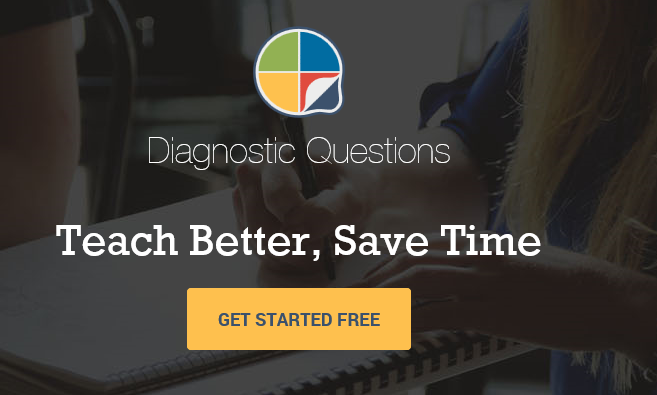 Diagnostic Questions
Teach Better, Save Time
GET STARTED FREE